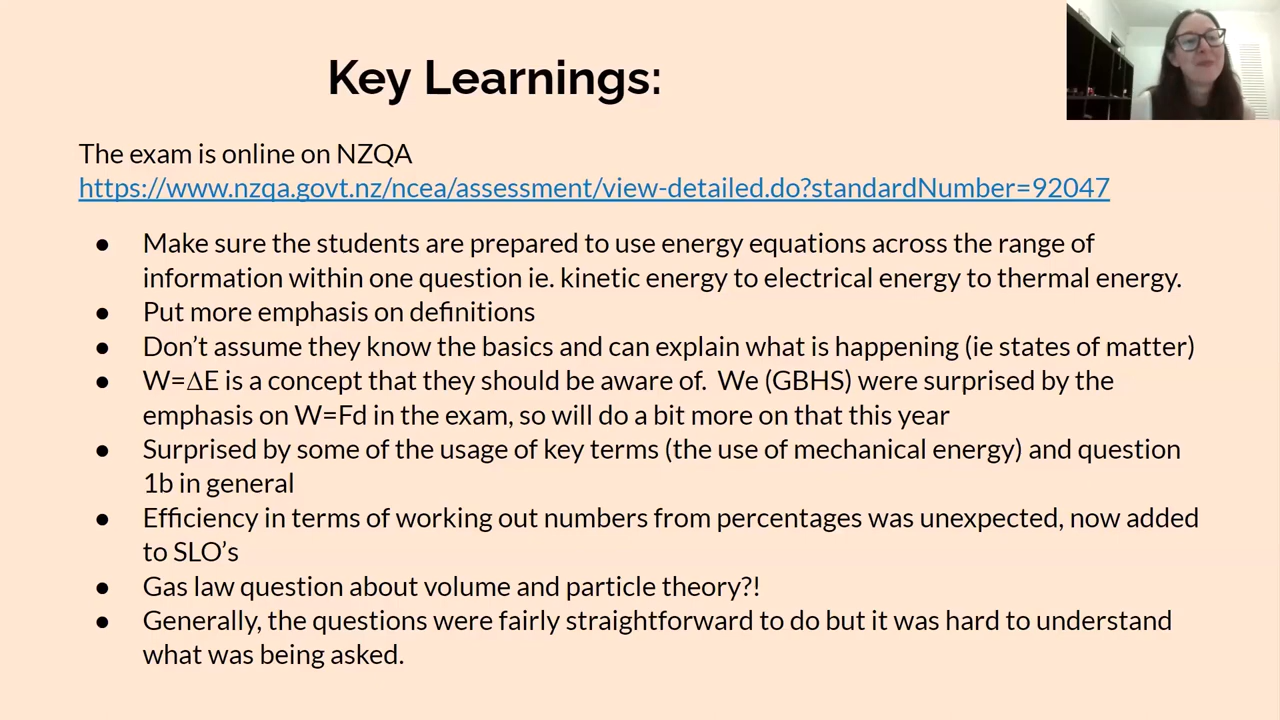 Key Learnings:
The exam is online on NZQA
https://www.nzqa.govt.nz/ncea/assessment/view-detailed.do?standardNumber=92047
● Make sure the students are prepared to use energy equations across the range of
information within one question ie. kinetic energy to electrical energy to thermal energy.
● Put more emphasis on definitions
● Don’t assume they know the basics and can explain what is happening (ie states of matter)
● W=∆E is a concept that they should be aware of.  We (GBHS) were surprised by the
emphasis on W=Fd in the exam, so will do a bit more on that this year
● Surprised by some of the usage of key terms (the use of mechanical energy) and question
1b in general
● Efficiency in terms of working out numbers from percentages was unexpected, now added
to SLO’s
● Gas law question about volume and particle theory?!
● Generally, the questions were fairly straightforward to do but it was hard to understand
what was being asked.